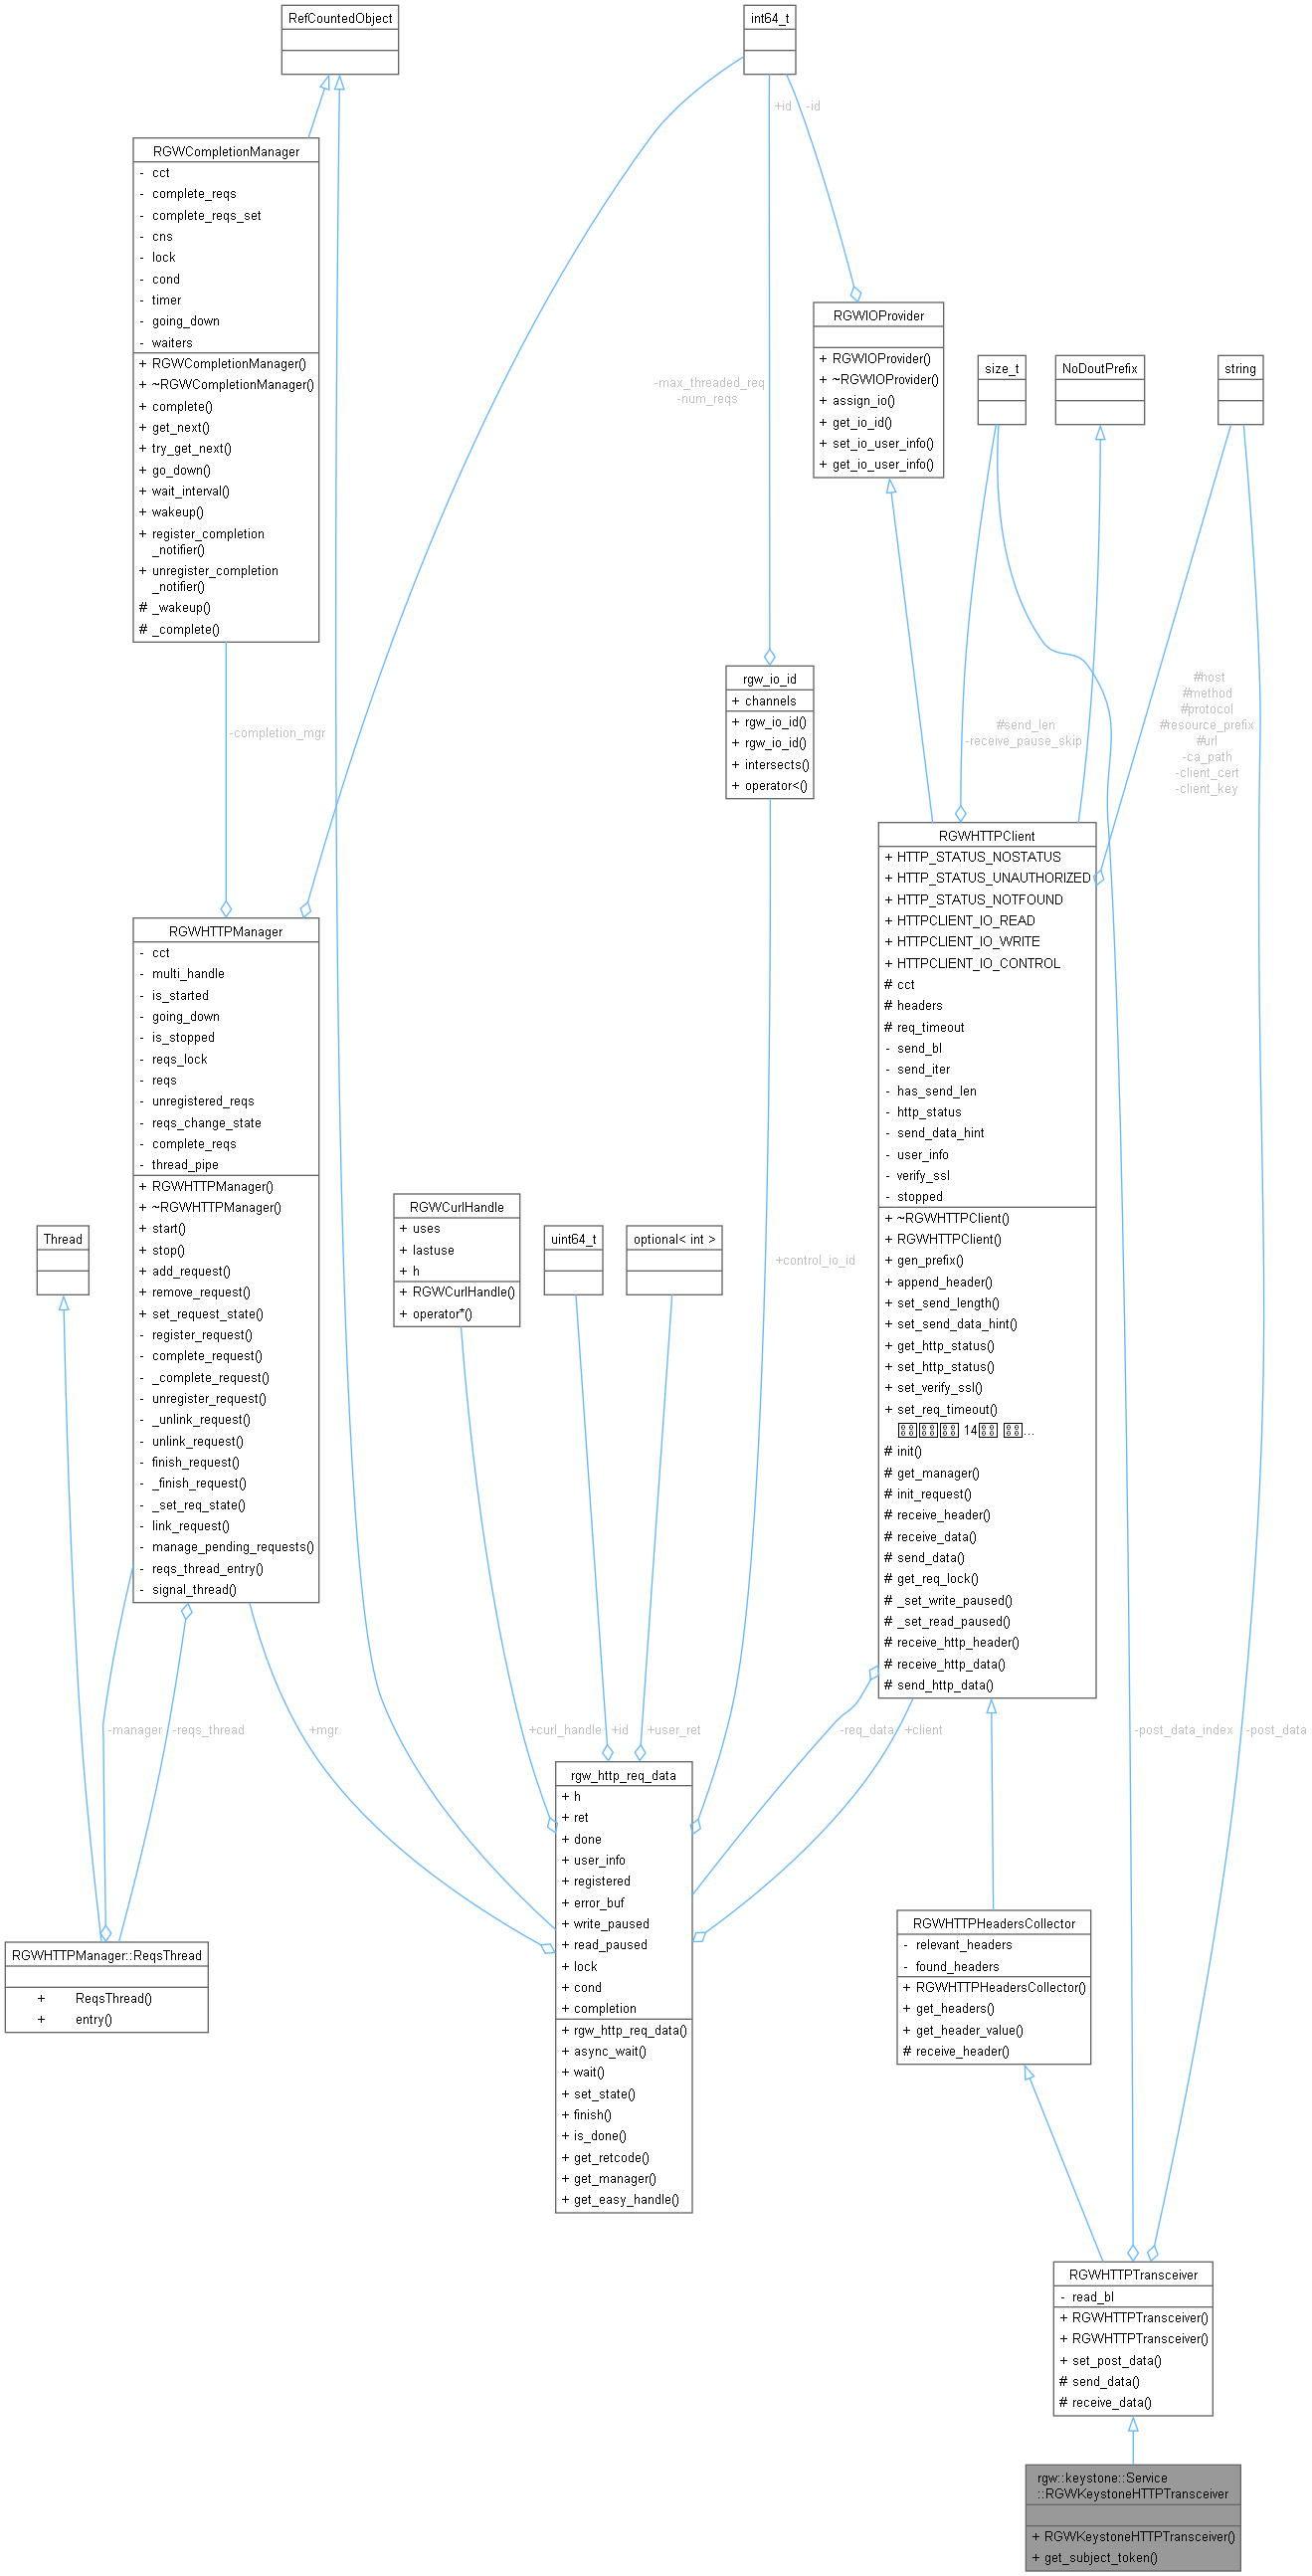 RefCountedObject
int64_t
+id
-id
RGWCompletionManager
- cct
- complete_reqs
- complete_reqs_set
- cns
- lock
- cond
- timer
- going_down
- waiters
+ RGWCompletionManager()
+ ~RGWCompletionManager()
+ complete()
+ get_next()
+ try_get_next()
+ go_down()
+ wait_interval()
+ wakeup()
+ register_completion
_notifier()
+ unregister_completion
_notifier()
# _wakeup()
# _complete()
RGWIOProvider
+ RGWIOProvider()
+ ~RGWIOProvider()
+ assign_io()
+ get_io_id()
+ set_io_user_info()
+ get_io_user_info()
size_t
NoDoutPrefix
string
-max_threaded_req
-num_reqs
rgw_io_id
+ channels
+ rgw_io_id()
+ rgw_io_id()
+ intersects()
+ operator<()
#host
#method
#protocol
#resource_prefix
#url
-ca_path
-client_cert
-client_key
#send_len
-receive_pause_skip
-completion_mgr
RGWHTTPClient
+ HTTP_STATUS_NOSTATUS
+ HTTP_STATUS_UNAUTHORIZED
+ HTTP_STATUS_NOTFOUND
+ HTTPCLIENT_IO_READ
+ HTTPCLIENT_IO_WRITE
+ HTTPCLIENT_IO_CONTROL
# cct
# headers
# req_timeout
- send_bl
- send_iter
- has_send_len
- http_status
- send_data_hint
- user_info
- verify_ssl
- stopped
+ ~RGWHTTPClient()
+ RGWHTTPClient()
+ gen_prefix()
+ append_header()
+ set_send_length()
+ set_send_data_hint()
+ get_http_status()
+ set_http_status()
+ set_verify_ssl()
+ set_req_timeout()
14 ...
# init()
# get_manager()
# init_request()
# receive_header()
# receive_data()
# send_data()
# get_req_lock()
# _set_write_paused()
# _set_read_paused()
# receive_http_header()
# receive_http_data()
# send_http_data()
RGWHTTPManager
- cct
- multi_handle
- is_started
- going_down
- is_stopped
- reqs_lock
- reqs
- unregistered_reqs
- reqs_change_state
- complete_reqs
- thread_pipe
+ RGWHTTPManager()
+ ~RGWHTTPManager()
+ start()
+ stop()
+ add_request()
+ remove_request()
+ set_request_state()
- register_request()
- complete_request()
- _complete_request()
- unregister_request()
- _unlink_request()
- unlink_request()
- finish_request()
- _finish_request()
- _set_req_state()
- link_request()
- manage_pending_requests()
- reqs_thread_entry()
- signal_thread()
Thread
RGWCurlHandle
+ uses
+ lastuse
+ h
+ RGWCurlHandle()
+ operator*()
uint64_t
optional< int >
+control_io_id
-manager
-reqs_thread
+mgr
+curl_handle
+id
+user_ret
-req_data
+client
-post_data_index
-post_data
rgw_http_req_data
+ h
+ ret
+ done
+ user_info
+ registered
+ error_buf
+ write_paused
+ read_paused
+ lock
+ cond
+ completion
+ rgw_http_req_data()
+ async_wait()
+ wait()
+ set_state()
+ finish()
+ is_done()
+ get_retcode()
+ get_manager()
+ get_easy_handle()
RGWHTTPManager::ReqsThread
+ ReqsThread()
+ entry()
RGWHTTPHeadersCollector
- relevant_headers
- found_headers
+ RGWHTTPHeadersCollector()
+ get_headers()
+ get_header_value()
# receive_header()
RGWHTTPTransceiver
- read_bl
+ RGWHTTPTransceiver()
+ RGWHTTPTransceiver()
+ set_post_data()
# send_data()
# receive_data()
rgw::keystone::Service
::RGWKeystoneHTTPTransceiver
+ RGWKeystoneHTTPTransceiver()
+ get_subject_token()